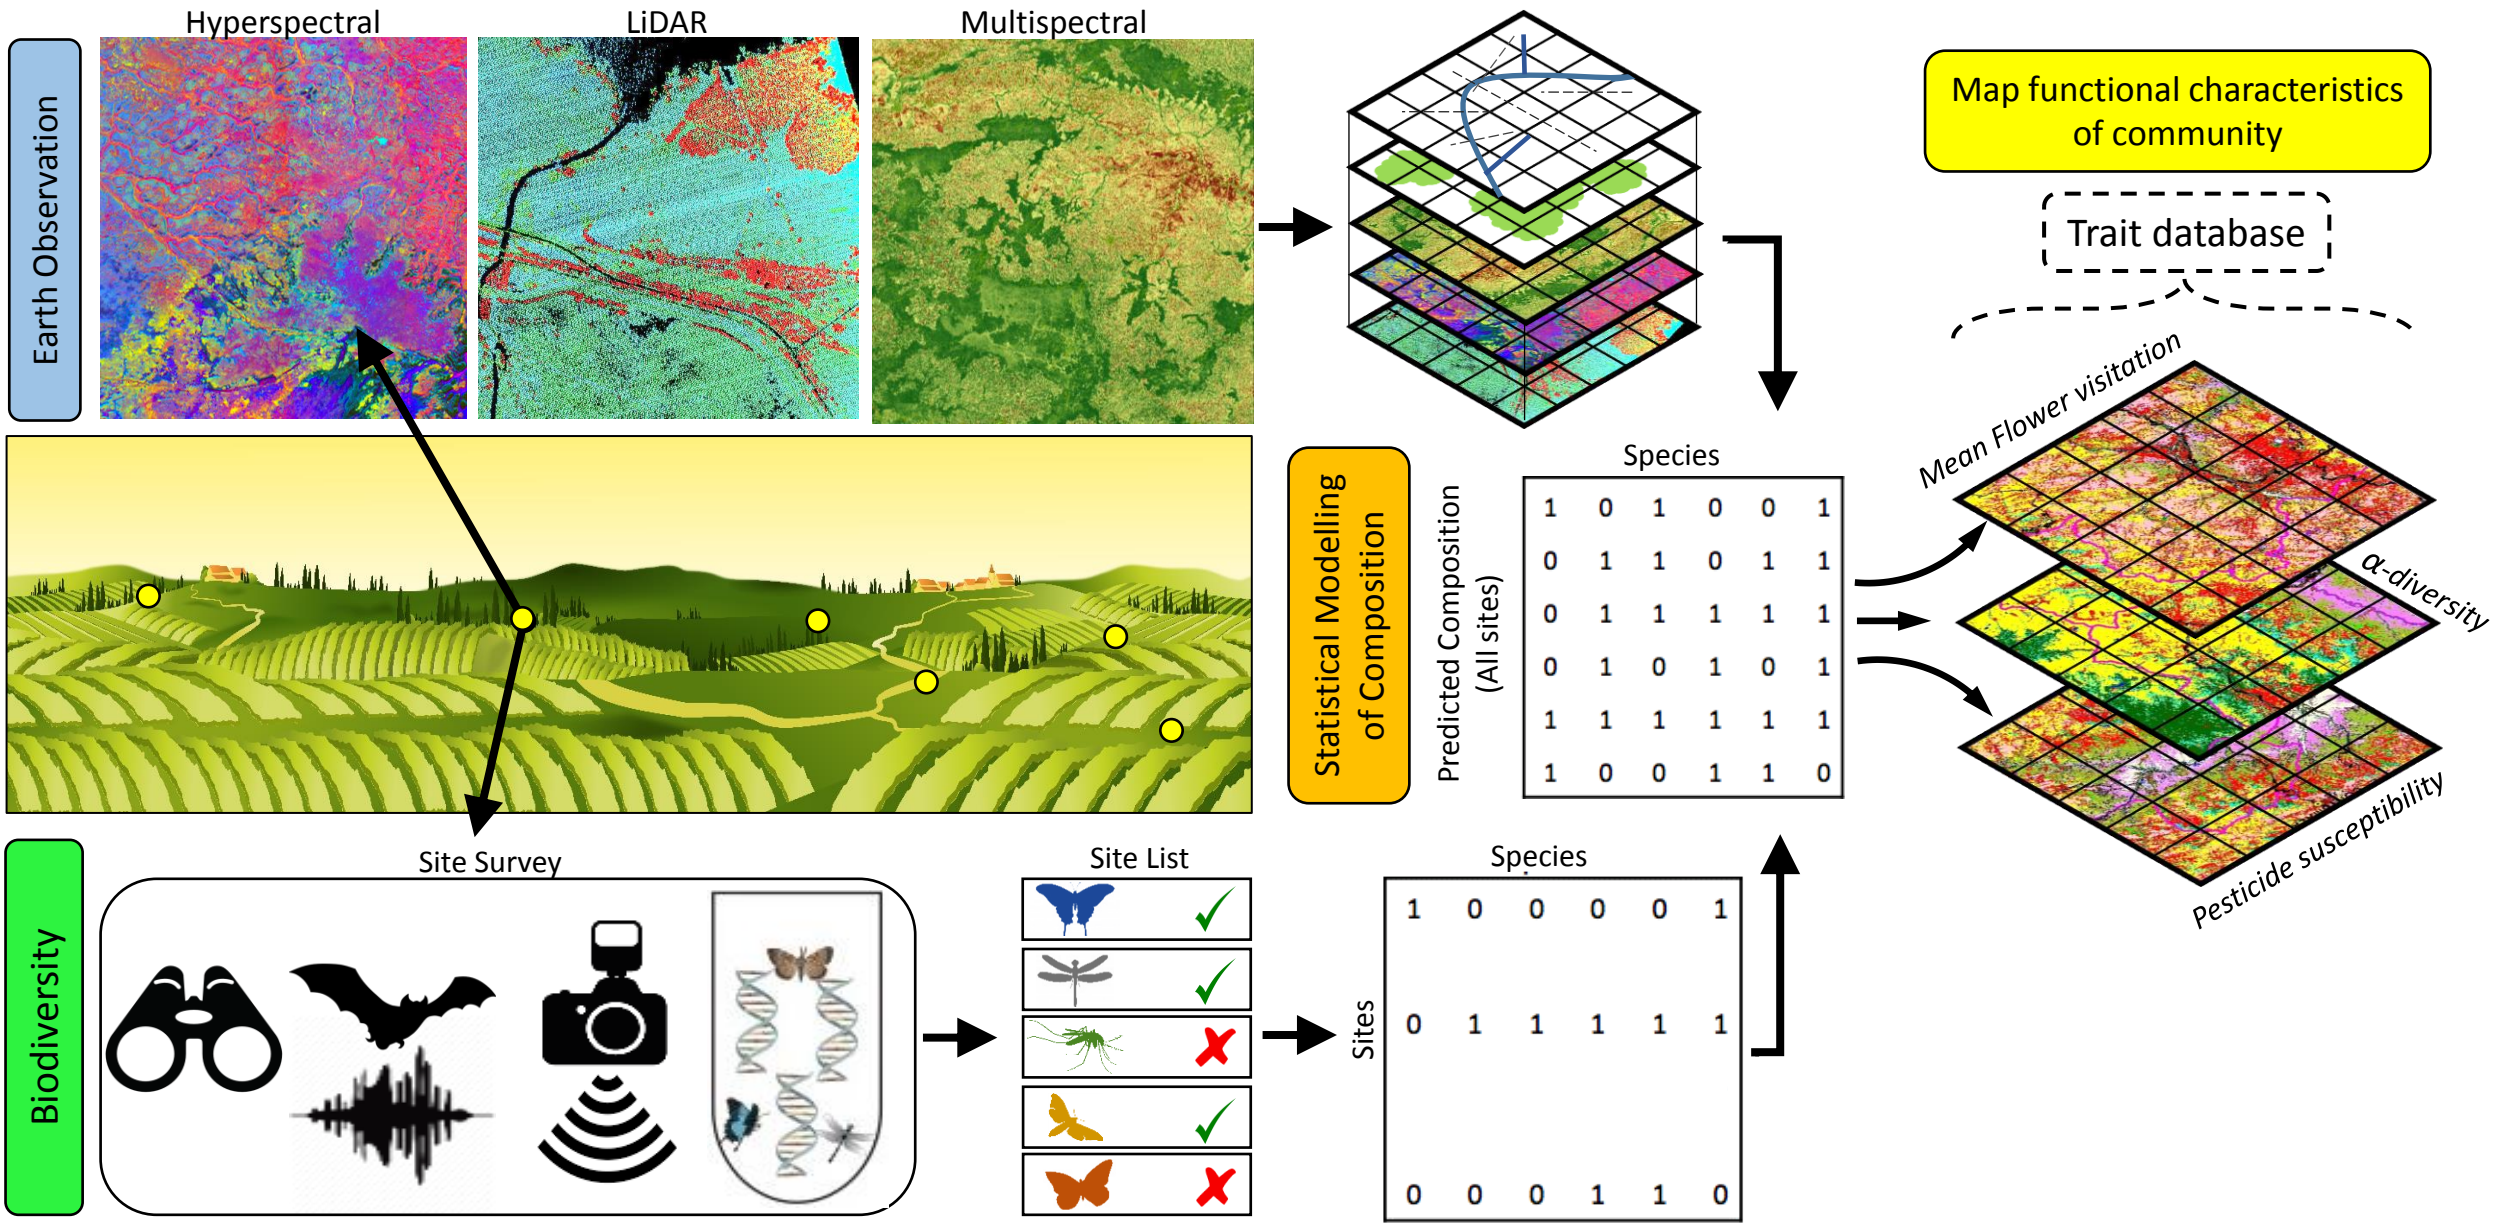 Hyperspectral
LiDAR
Multispectral
Earth Observation
Map functional characteristics
of community
Trait database
Mean Flower visitation
α-diversity
Pesticide susceptibility
Statistical Modelling
of Composition
Species
Predicted Composition
(All sites)
1 0 1 0 0 1
0 1 1 0 1 1
0 1 1 1 1 1
0 1 0 1 0 1
1 1 1 1 1 1
1 0 0 1 1 0
Biodiversity
Site Survey
Site List
Species
Sites
1 0 0 0 0 1
0 1 1 1 1 1
0 0 0 1 1 0